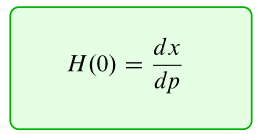 H(0) = dx/dp